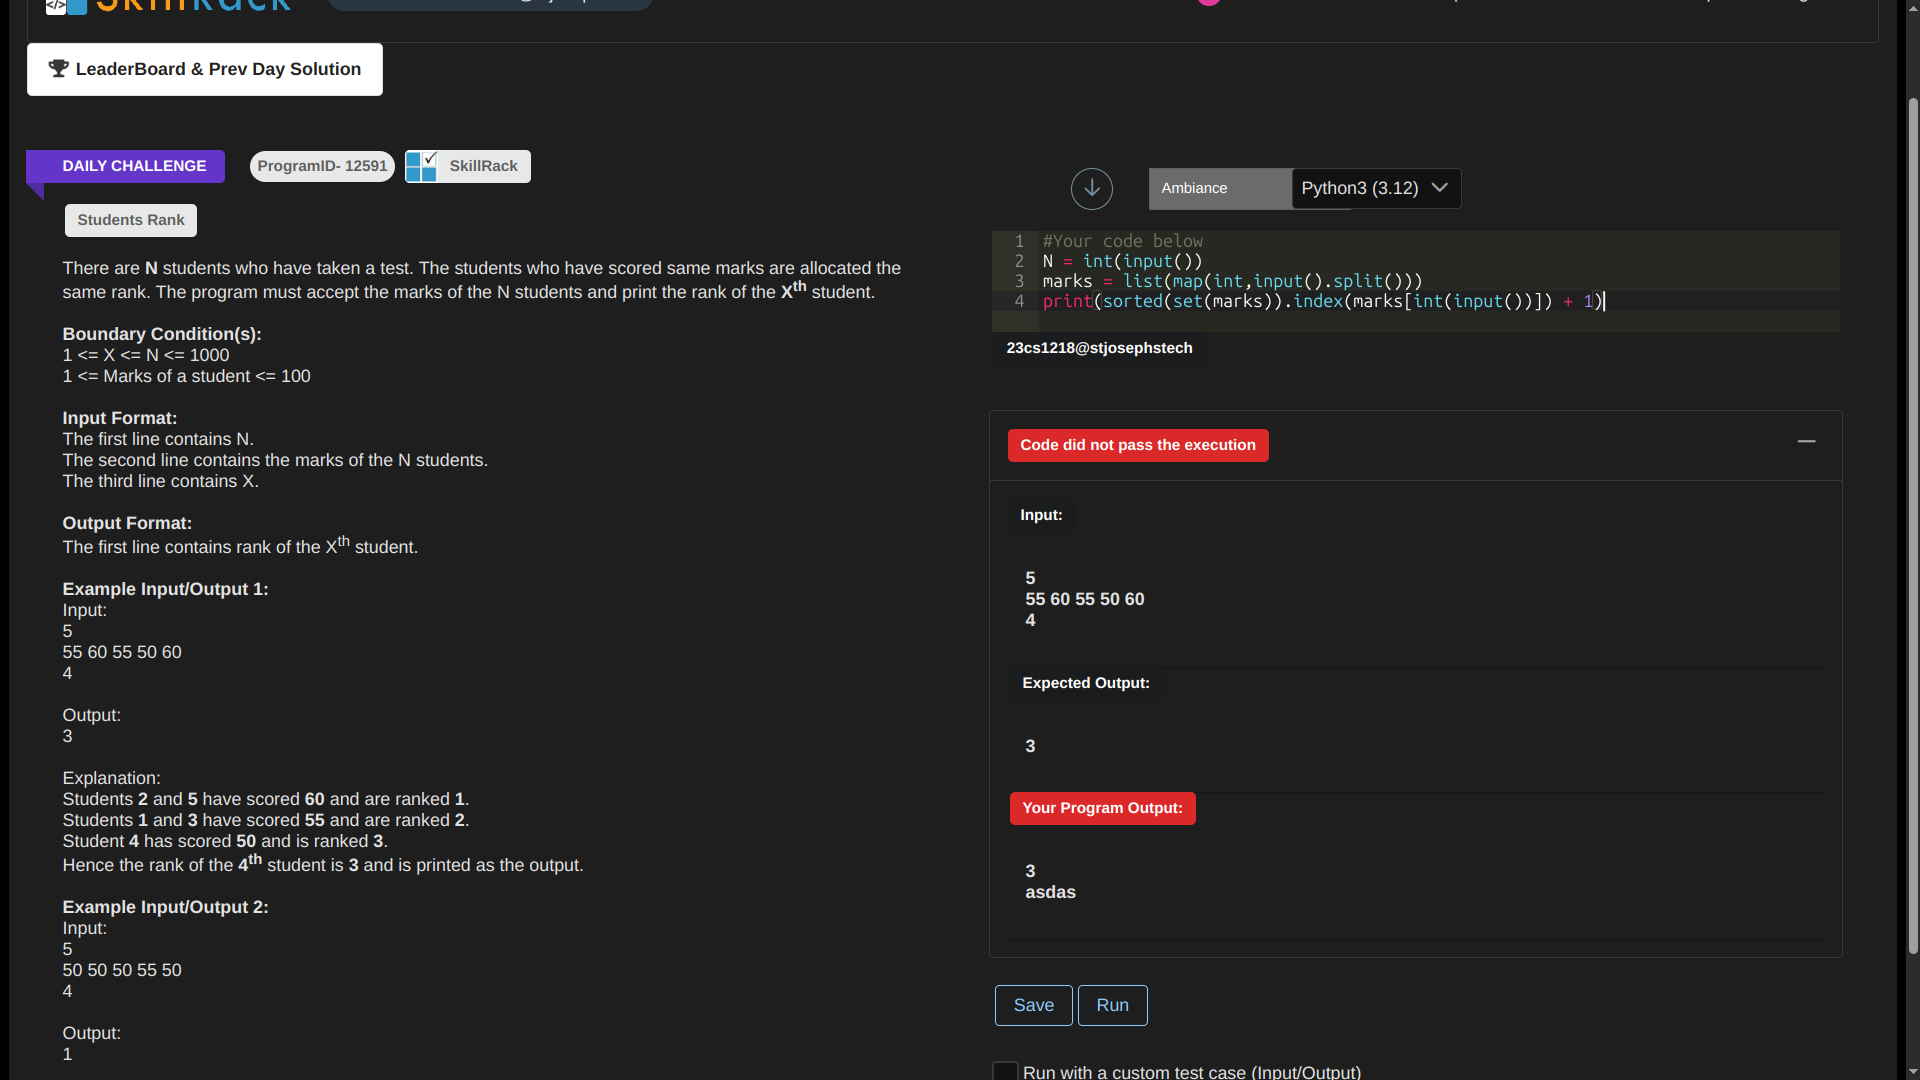 </>
LeaderBoard & Prev Day Solution
DAILY CHALLENGE
ProgramID- 12591
SkillRack
Students Rank
There are N students who have taken a test. The students who have scored same marks are allocated the
same rank. The program must accept the marks of the N students and print the rank of the Xth student.
Boundary Condition(s):
1 <= X <= N <= 1000
1 <= Marks of a student <= 100
Input Format:
The first line contains N.
The second line contains the marks of the N students.
The third line contains X.
Output Format:
The first line contains rank of the Xth student.
Example Input/Output 1:
Input:
5
55 60 55 50 60
4
Output:
3
Explanation:
Students 2 and 5 have scored 60 and are ranked 1.
Students 1 and 3 have scored 55 and are ranked 2.
Student 4 has scored 50 and is ranked 3.
Hence the rank of the 4th student is 3 and is printed as the output.
Example Input/Output 2:
Input:
5
50 50 50 55 50
4
Output:
1
Ambiance
Python3 (3.12)
1 #Your code below
2 N = int(input())
3 marks = list(map(int,input().split()))
4 print(sorted(set(marks)).index(marks[int(input())]) + 1)
23cs1218@stjosephstech
Code did not pass the execution
Input:
5
55 60 55 50 60
4
Expected Output:
3
Your Program Output:
3
asdas
Save
Run
Run with a custom test case (Input/Output)